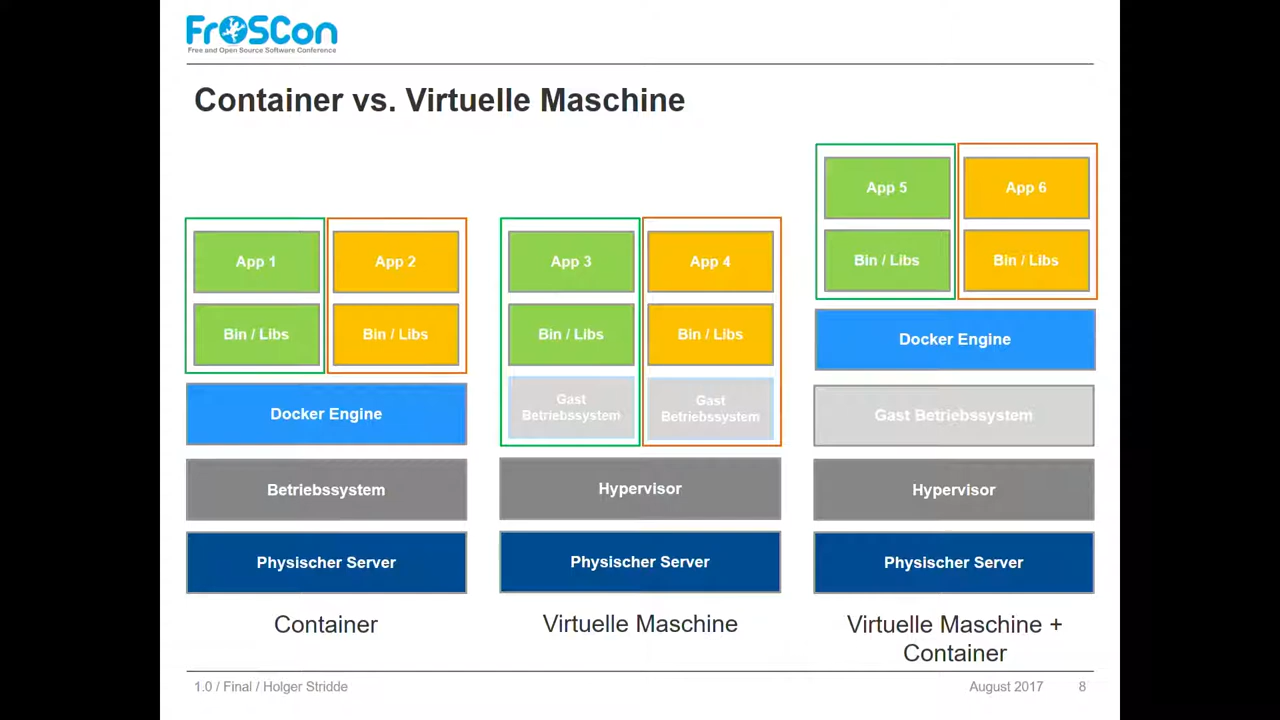 FrOSCon
Free and Open Source Software Conference
Container vs. Virtuelle Maschine
App 1
App 2
Bin / Libs
Bin / Libs
Docker Engine
Betriebssystem
Physischer Server
Container
App 3
App 4
Bin / Libs
Bin / Libs
Gast
Betriebssystem
Gast
Betriebssystem
Hypervisor
Physischer Server
Virtuelle Maschine
App 5
App 6
Bin / Libs
Bin / Libs
Docker Engine
Gast Betriebssystem
Hypervisor
Physischer Server
Virtuelle Maschine +
Container
1.0 / Final / Holger Stridde
August 2017
8